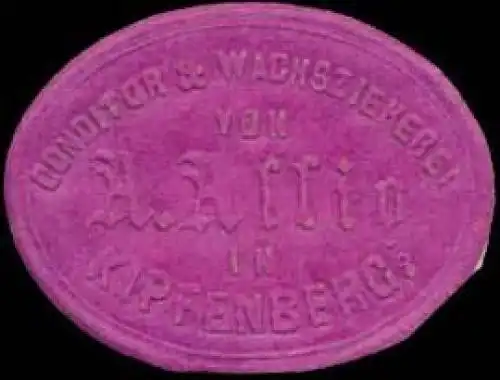 CONDITOR & WACHSZIEHEREI
VON
IN
KIPFENBERG